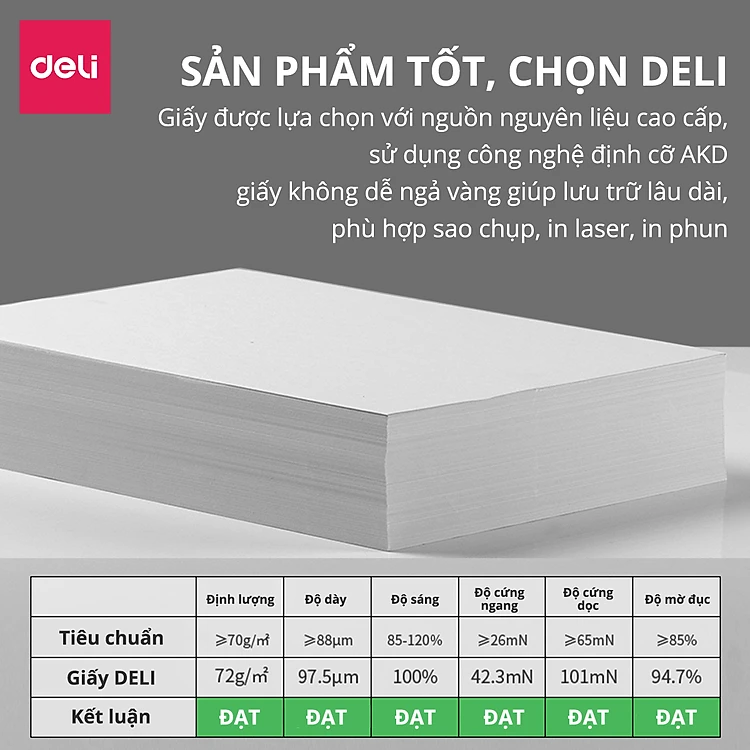 deli
SẢN PHẨM TỐT, CHỌN DELI
Giấy được lựa chọn với nguồn nguyên liệu cao cấp,
sử dụng công nghệ định cỡ AKD
giấy không dễ ngả vàng giúp lưu trữ lâu dài,
phù hợp sao chụp, in laser, in phun
Định lượng Độ dày Độ sáng Độ cứng ngang Độ cứng dọc Độ mờ đục
Tiêu chuẩn ⩾70g/㎡ ⩾88μm 85-120% ⩾26mN ⩾65mN ⩾85%
Giấy DELI 72g/㎡ 97.5μm 100% 42.3mN 101mN 94.7%
Kết luận ĐẠT ĐẠT ĐẠT ĐẠT ĐẠT ĐẠT